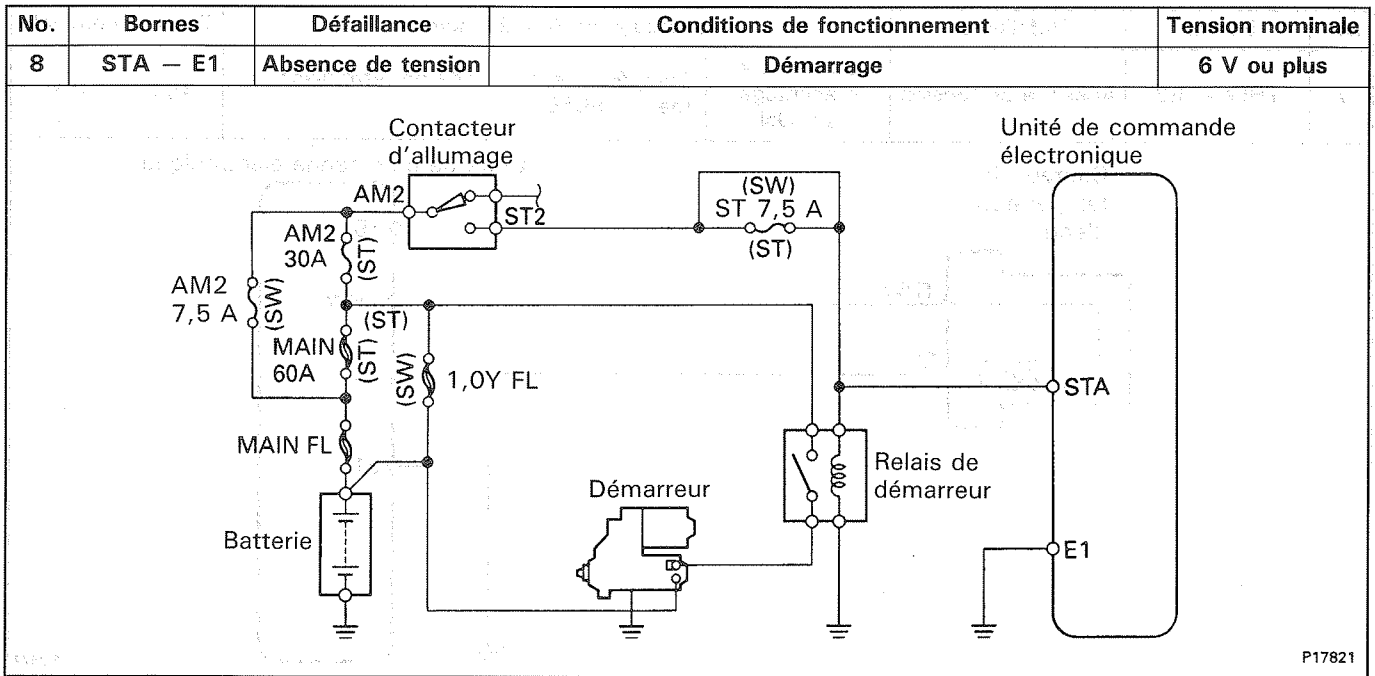 No. Bornes Défaillance Conditions de fonctionnement Tension nominale
8 STA — E1 Absence de tension Démarrage 6 V ou plus
Contacteur
d'allumage
Unité de commande
électronique
AM2
ST2
(SW)
ST 7,5 A
(ST)
AM2
30A
(ST)
AM2
7,5 A
(SW)
(ST)
MAIN
60A
(ST)
(SW)
1,0Y FL
STA
MAIN FL
Relais de
démarreur
Démarreur
Batterie
E1
P17821